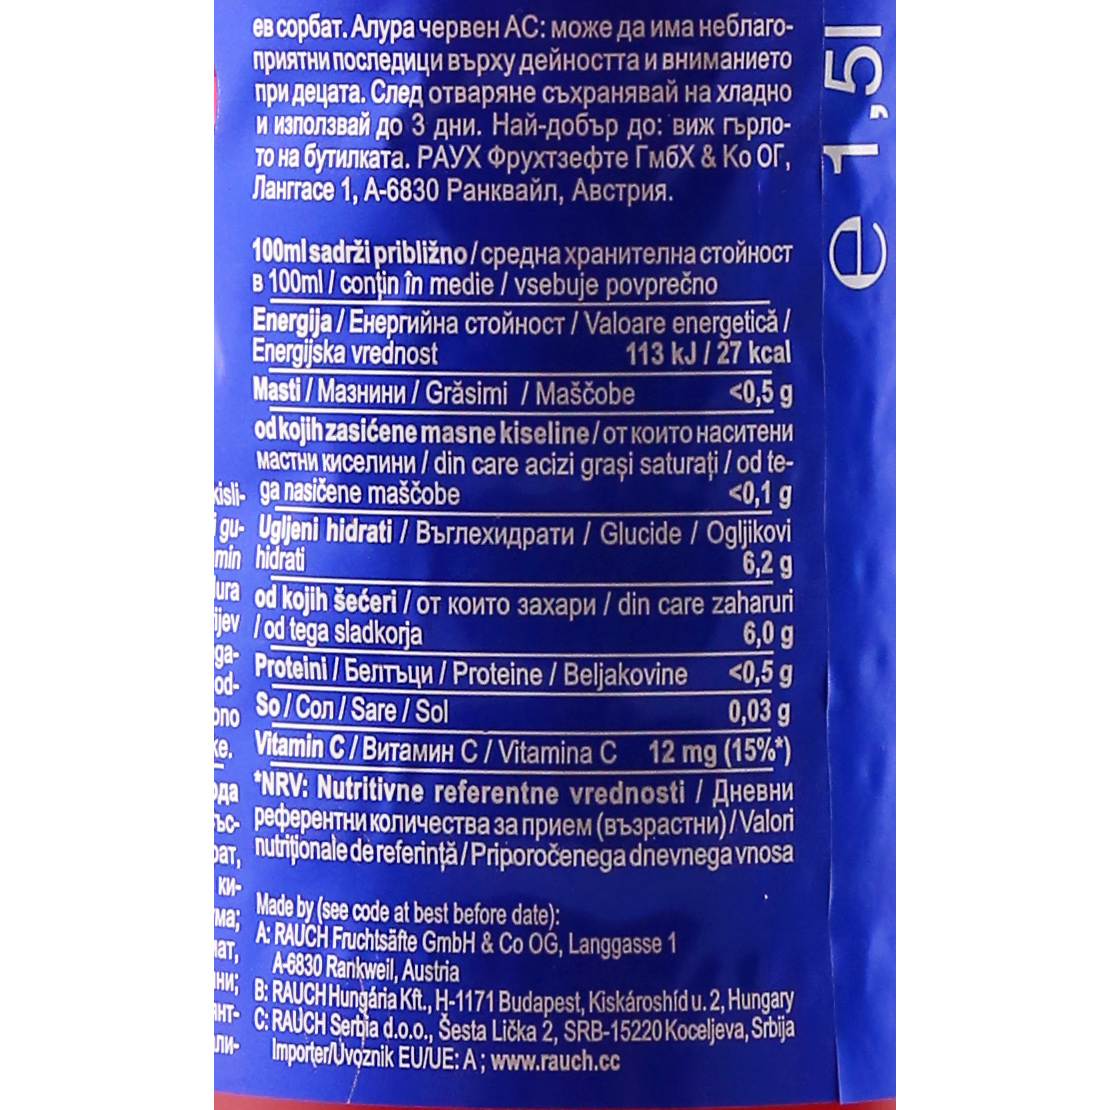 ев сорбат. Алура червен AC: може да има неблаго-
приятни последици върху дейността и вниманието
при децата. След отваряне съхранявай на хладно
и използвай до 3 дни. Най-добър до: виж гърло-
то на бутилката. РАУХ Фрухтзефте ГмбХ & Ко ОГ,
Ланггасе 1, А-6830 Ранквайл, Австрия.
e 1,5l
100ml sadrži približno / средна хранителна стойност
в 100ml / conțin în medie / vsebuje povprečno
Energija / Енергийна стойност / Valoare energetică /
Energijska vrednost 113 kJ / 27 kcal
Masti / Мазнини / Grăsimi / Maščobe <0,5 g
od kojih zasićene masne kiseline / от които наситени
мастни киселини / din care acizi grași saturați / od te-
ga nasičene maščobe <0,1 g
Ugljeni hidrati / Въглехидрати / Glucide / Ogljikovi
hidrati 6,2 g
od kojih šećeri / от които захари / din care zaharuri
/ od tega sladkorja 6,0 g
Proteini / Белтъци / Proteine / Beljakovine <0,5 g
So / Сол / Sare / Sol 0,03 g
Vitamin C / Витамин C / Vitamina C 12 mg (15%*)
*NRV: Nutritivne referentne vrednosti / Дневни
референтни количества за прием (възрастни) / Valori
nutriționale de referință / Priporočenega dnevnega vnosa
Made by (see code at best before date):
A: RAUCH Fruchtsäfte GmbH & Co OG, Langgasse 1
A-6830 Rankweil, Austria
B: RAUCH Hungária Kft., H-1171 Budapest, Kiskároshíd u. 2, Hungary
C: RAUCH Serbia d.o.o., Šesta Lička 2, SRB-15220 Koceljeva, Srbija
Importer/Uvoznik EU/UE: A ; www.rauch.cc